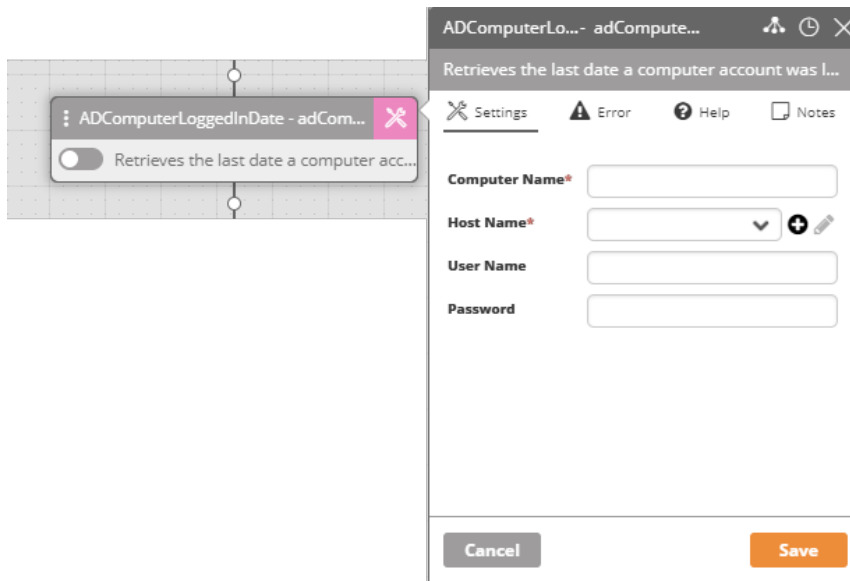 ADComputerLo...- adCompute...
Retrieves the last date a computer account was l...
ADComputerLoggedInDate - adCom...
Retrieves the last date a computer acc...
Settings
Error
Help
Notes
Computer Name*
Host Name*
User Name
Password
Cancel
Save